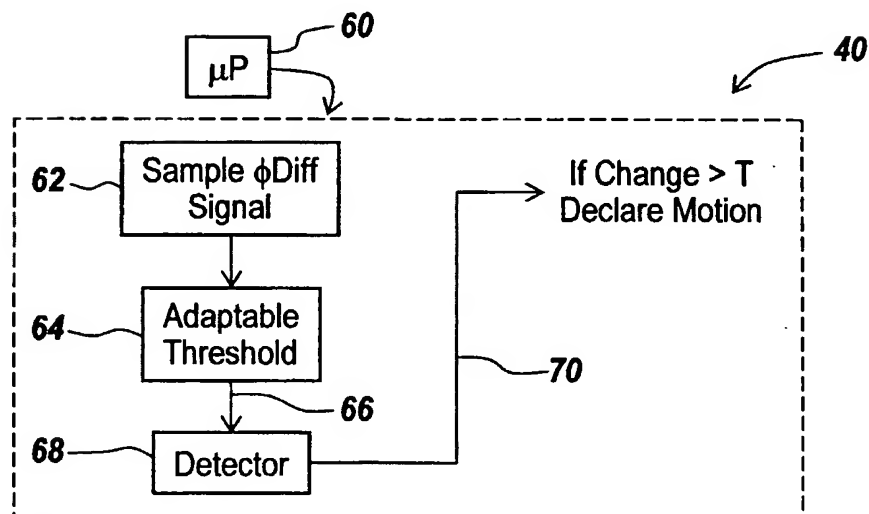 60
µP
40
62
Sample ϕDiff
Signal
If Change > T
Declare Motion
64
Adaptable
Threshold
66
70
68
Detector